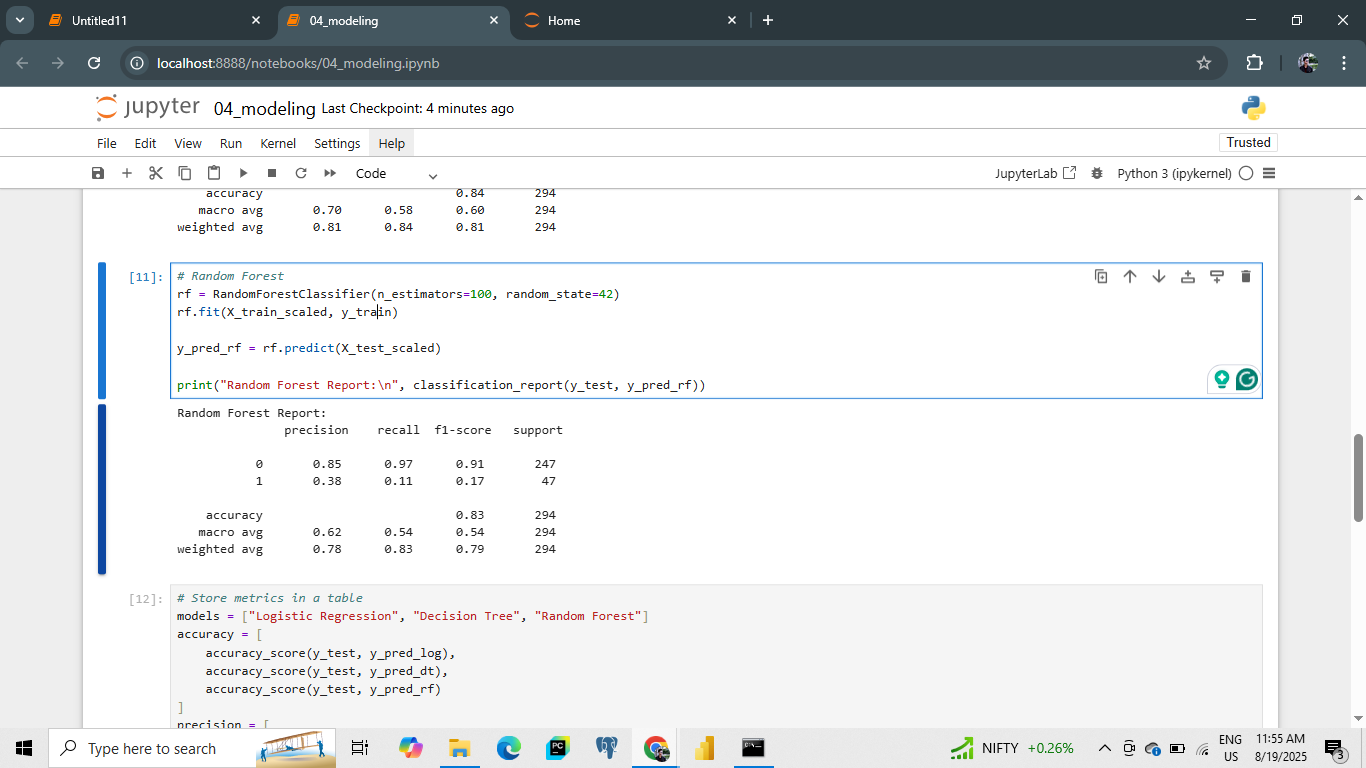 Untitled11
04_modeling
Home
localhost:8888/notebooks/04_modeling.ipynb
jupyter 04_modeling Last Checkpoint: 4 minutes ago
File Edit View Run Kernel Settings Help
Trusted
Code
JupyterLab
Python 3 (ipykernel)
accuracy 0.84 294
macro avg 0.70 0.58 0.60 294
weighted avg 0.81 0.84 0.81 294
[11]:
# Random Forest
rf = RandomForestClassifier(n_estimators=100, random_state=42)
rf.fit(X_train_scaled, y_train)
y_pred_rf = rf.predict(X_test_scaled)
print("Random Forest Report:\n", classification_report(y_test, y_pred_rf))
Random Forest Report:
precision recall f1-score support
0 0.85 0.97 0.91 247
1 0.38 0.11 0.17 47
accuracy 0.83 294
macro avg 0.62 0.54 0.54 294
weighted avg 0.78 0.83 0.79 294
[12]:
# Store metrics in a table
models = ["Logistic Regression", "Decision Tree", "Random Forest"]
accuracy = [
accuracy_score(y_test, y_pred_log),
accuracy_score(y_test, y_pred_dt),
accuracy_score(y_test, y_pred_rf)
]
precision = [
Type here to search
NIFTY +0.26%
ENG
US
11:55 AM
8/19/2025
3